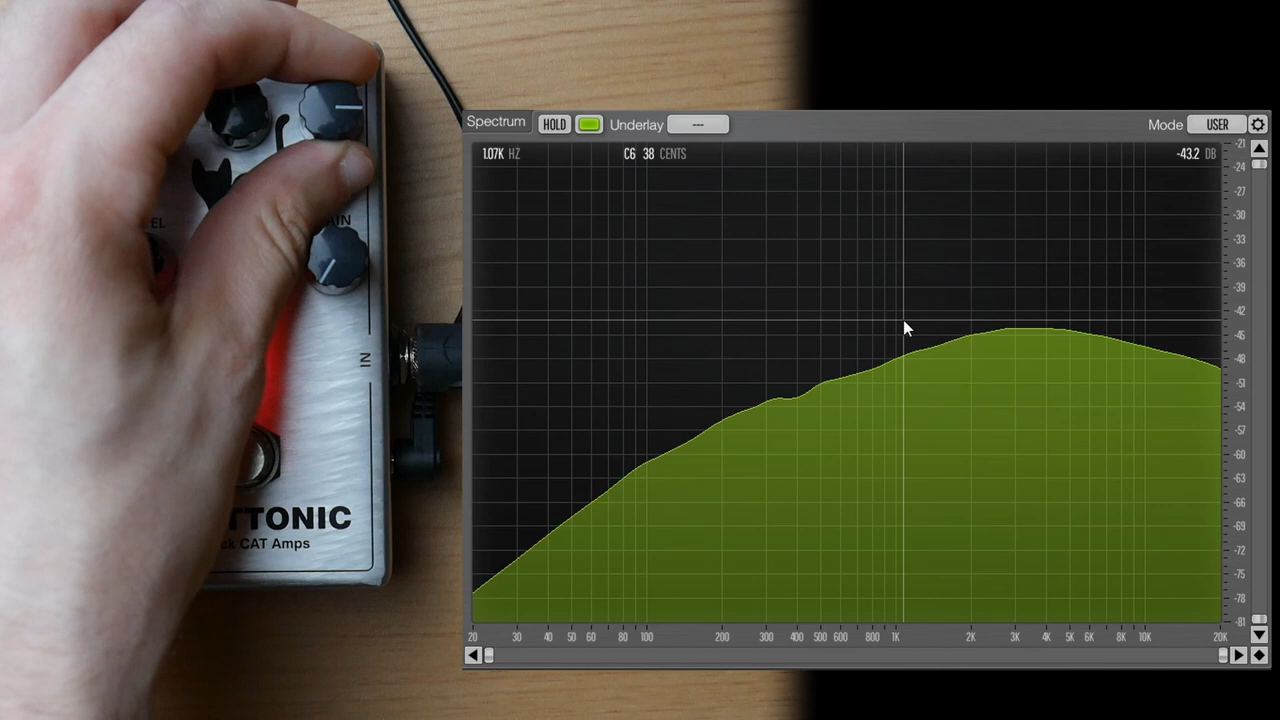 EL
AIN
IN
TTONIC
ck CAT Amps
Spectrum HOLD Underlay --- Mode USER
1.07K HZ C6 38 CENTS -43.2 DB
-21
-24
-27
-30
-33
-36
-39
-42
-45
-48
-51
-54
-57
-60
-63
-66
-69
-72
-75
-78
-81
20 30 40 50 60 80 100 200 300 400 500 600 800 1K 2K 3K 4K 5K 6K 8K 10K 20K